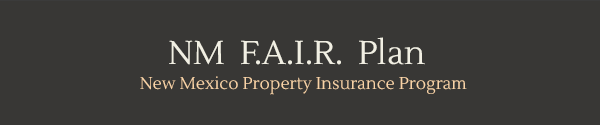 NM F.A.I.R. Plan
New Mexico Property Insurance Program